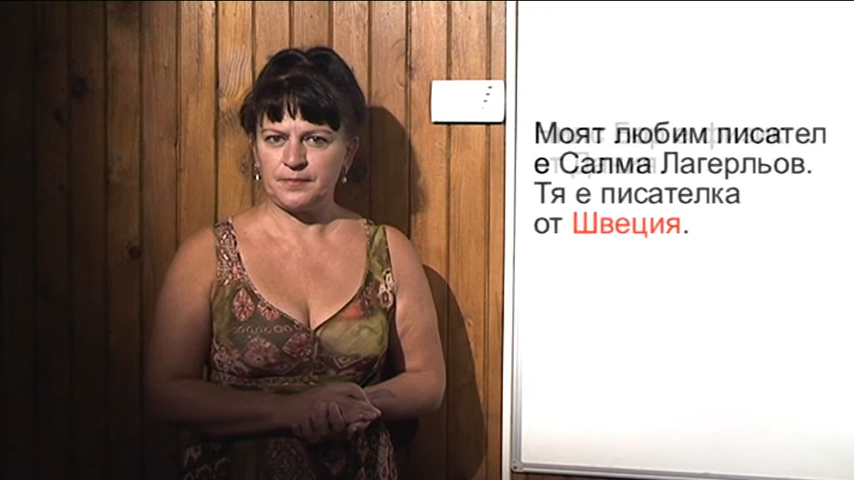 Моят любим писател
е Салма Лагерльов.
Тя е писателка
от Швеция.